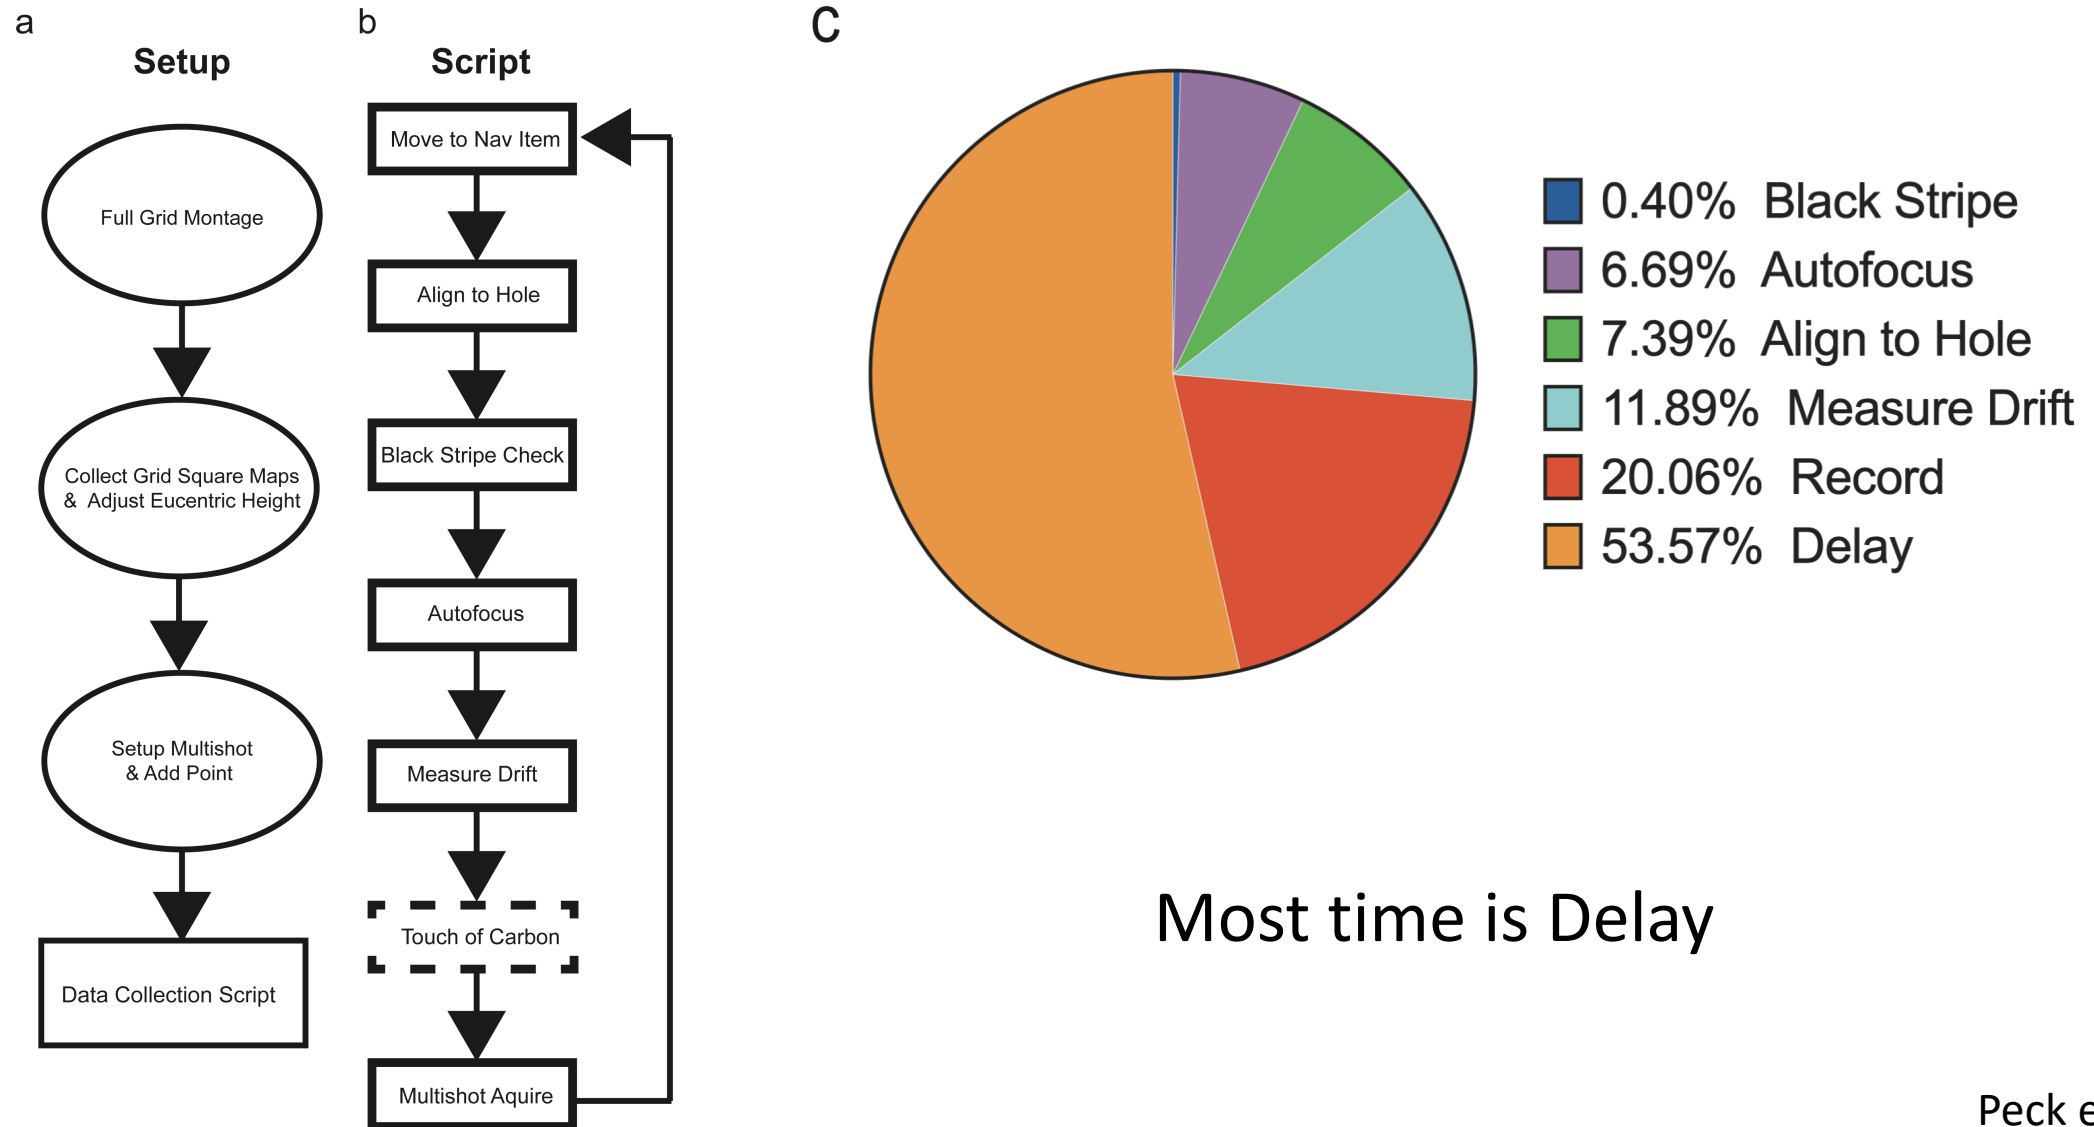 a
Setup
Full Grid Montage
Collect Grid Square Maps
& Adjust Eucentric Height
Setup Multishot
& Add Point
Data Collection Script
b
Script
Move to Nav Item
Align to Hole
Black Stripe Check
Autofocus
Measure Drift
Touch of Carbon
Multishot Aquire
c
0.40% Black Stripe
6.69% Autofocus
7.39% Align to Hole
11.89% Measure Drift
20.06% Record
53.57% Delay
Most time is Delay
Peck e